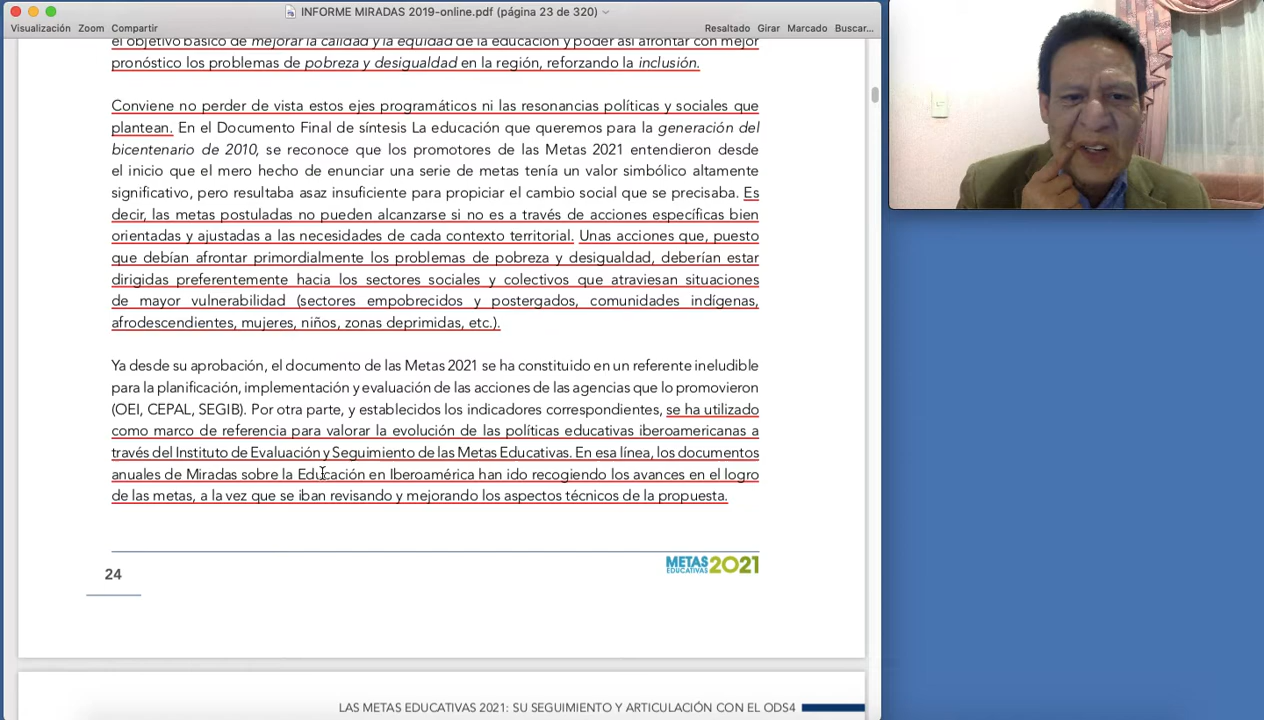 INFORME MIRADAS 2019-online.pdf (página 23 de 320)
Visualización Zoom Compartir Resaltado Girar Marcado Buscar...
el objetivo básico de mejorar la calidad y la equidad de la educación y poder así afrontar con mejor
pronóstico los problemas de pobreza y desigualdad en la región, reforzando la inclusión.
Conviene no perder de vista estos ejes programáticos ni las resonancias políticas y sociales que
plantean. En el Documento Final de síntesis La educación que queremos para la generación del
bicentenario de 2010, se reconoce que los promotores de las Metas 2021 entendieron desde
el inicio que el mero hecho de enunciar una serie de metas tenía un valor simbólico altamente
significativo, pero resultaba asaz insuficiente para propiciar el cambio social que se precisaba. Es
decir, las metas postuladas no pueden alcanzarse si no es a través de acciones específicas bien
orientadas y ajustadas a las necesidades de cada contexto territorial. Unas acciones que, puesto
que debían afrontar primordialmente los problemas de pobreza y desigualdad, deberían estar
dirigidas preferentemente hacia los sectores sociales y colectivos que atraviesan situaciones
de mayor vulnerabilidad (sectores empobrecidos y postergados, comunidades indígenas,
afrodescendientes, mujeres, niños, zonas deprimidas, etc.).
Ya desde su aprobación, el documento de las Metas 2021 se ha constituido en un referente ineludible
para la planificación, implementación y evaluación de las acciones de las agencias que lo promovieron
(OEI, CEPAL, SEGIB). Por otra parte, y establecidos los indicadores correspondientes, se ha utilizado
como marco de referencia para valorar la evolución de las políticas educativas iberoamericanas a
través del Instituto de Evaluación y Seguimiento de las Metas Educativas. En esa línea, los documentos
anuales de Miradas sobre la Educación en Iberoamérica han ido recogiendo los avances en el logro
de las metas, a la vez que se iban revisando y mejorando los aspectos técnicos de la propuesta.
METAS EDUCATIVAS 2021
24
LAS METAS EDUCATIVAS 2021: SU SEGUIMIENTO Y ARTICULACIÓN CON EL ODS4